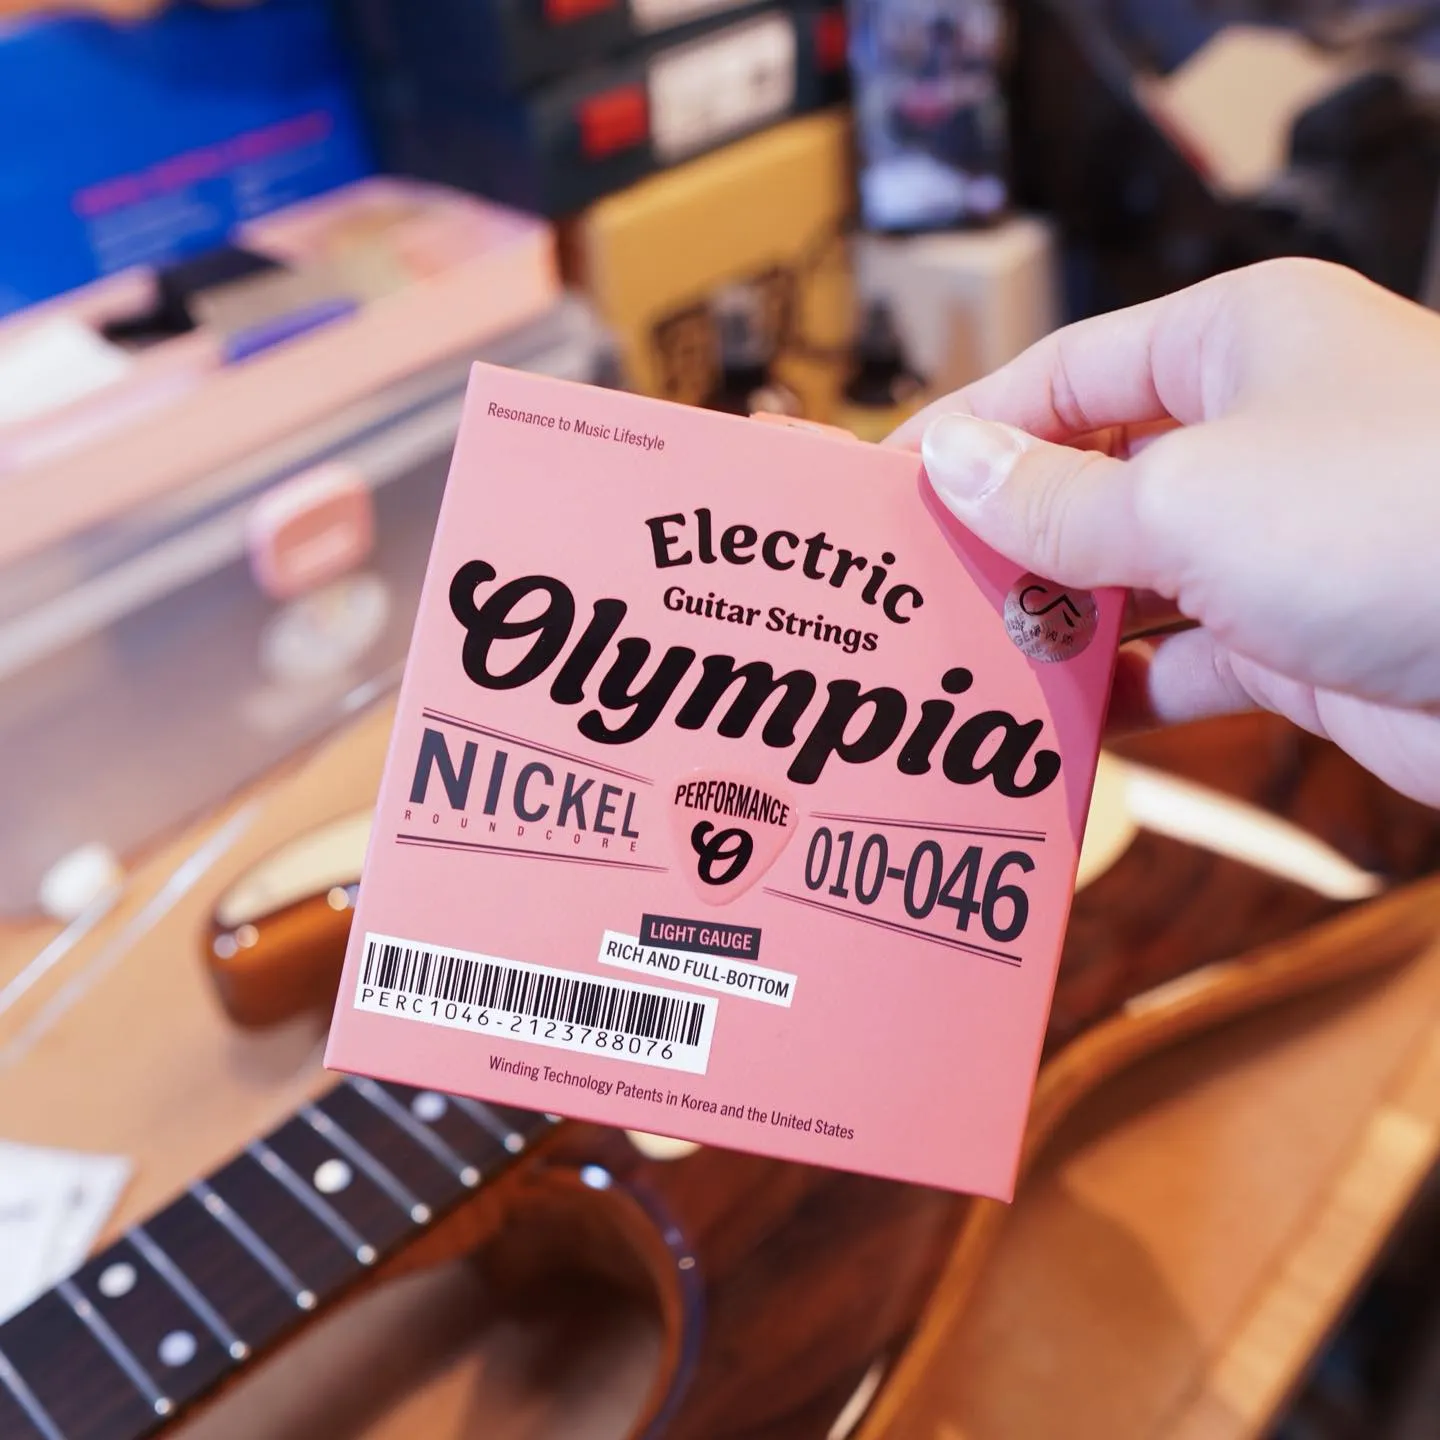 Resonance to Music Lifestyle
Electric
Guitar Strings
Olympia
NICKEL
ROUNDCORE
PERFORMANCE
O
010-046
LIGHT GAUGE
RICH AND FULL-BOTTOM
PERC1046-2123788076
Winding Technology Patents in Korea and the United States